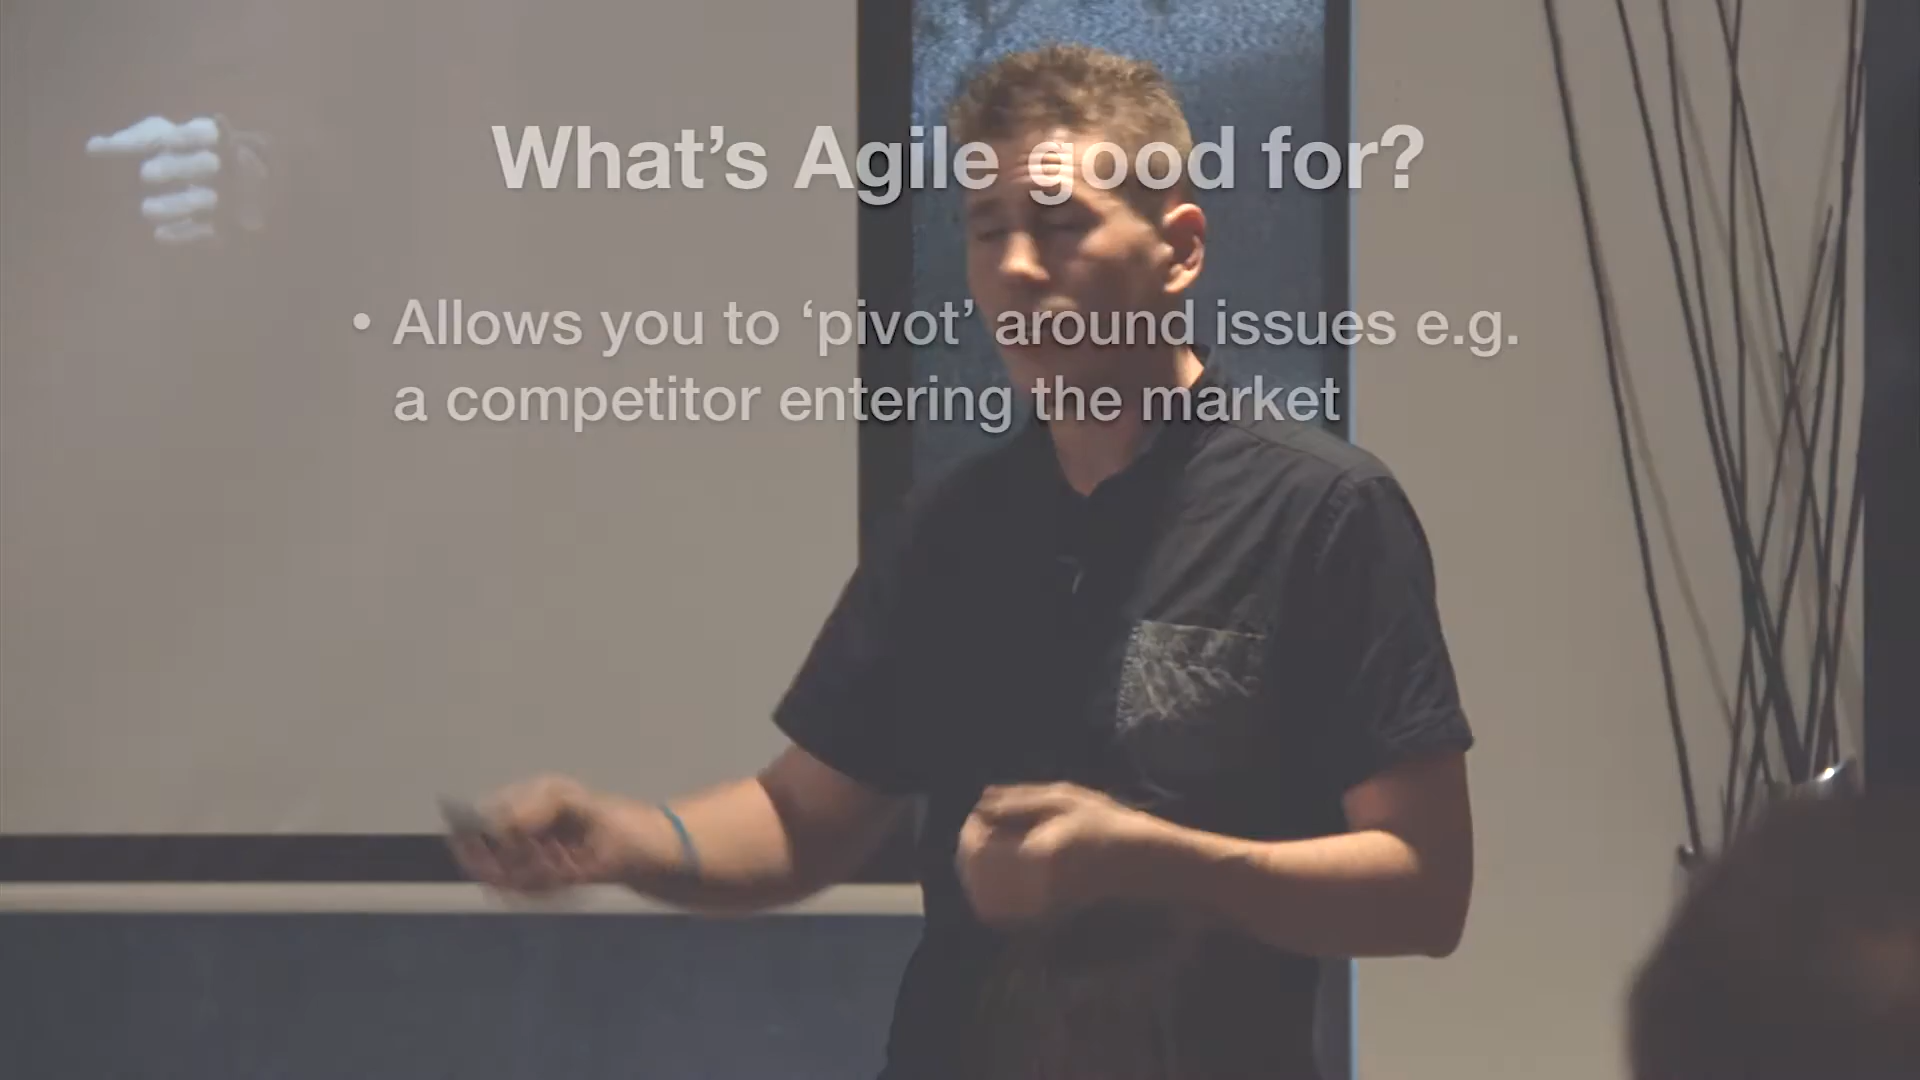 What’s Agile good for?
• Allows you to ‘pivot’ around issues e.g.
a competitor entering the market